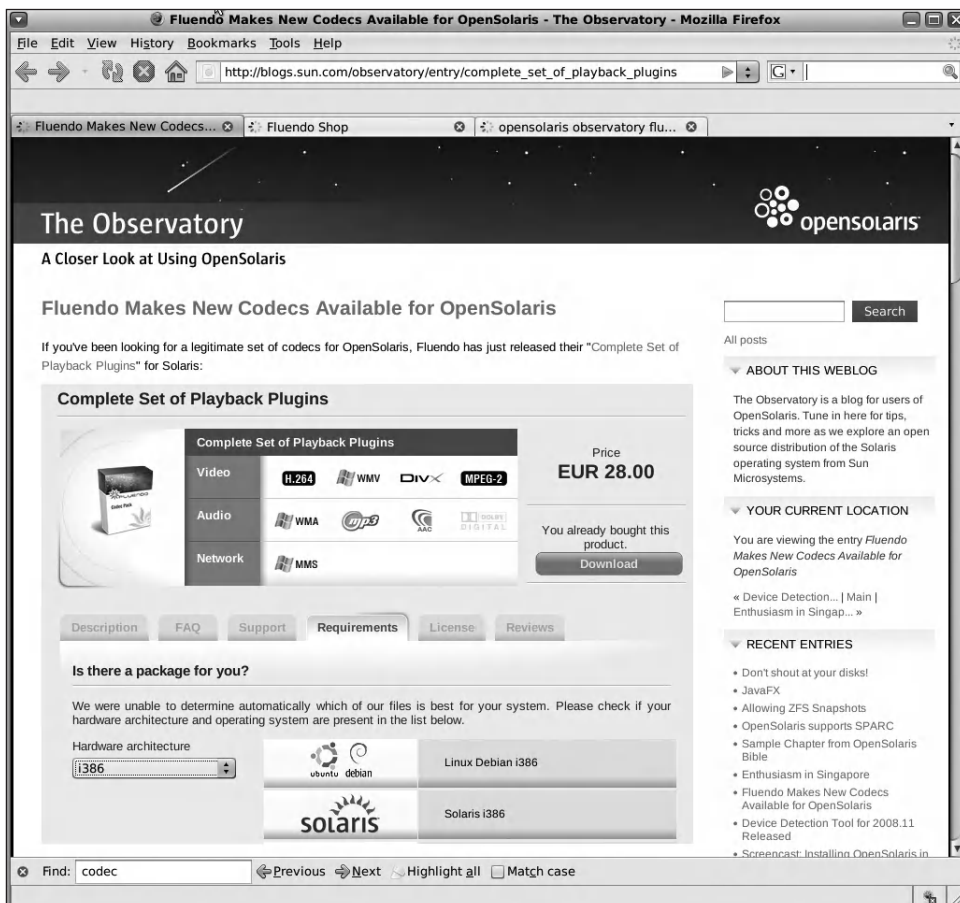 Fluendo Makes New Codecs Available for OpenSolaris - The Observatory - Mozilla Firefox
File Edit View History Bookmarks Tools Help
http://blogs.sun.com/observatory/entry/complete_set_of_playback_plugins
G
Fluendo Makes New Codecs...
Fluendo Shop
opensolaris observatory flu...
The Observatory
opensolaris
A Closer Look at Using OpenSolaris
Fluendo Makes New Codecs Available for OpenSolaris
If you've been looking for a legitimate set of codecs for OpenSolaris, Fluendo has just released their "Complete Set of
Playback Plugins" for Solaris:
Complete Set of Playback Plugins
FLUENDO
Codec Pack
Complete Set of Playback Plugins
Video
H.264 WMV DIVX MPEG-2
Audio
WMA mp3 AAC DOLBY DIGITAL
Network
MMS
Price
EUR 28.00
You already bought this
product.
Download
Description FAQ Support Requirements License Reviews
Is there a package for you?
We were unable to determine automatically which of our files is best for your system. Please check if your
hardware architecture and operating system are present in the list below.
Hardware architecture
i386
ubuntu debian
Linux Debian i386
solaris
Solaris i386
Search
All posts
ABOUT THIS WEBLOG
The Observatory is a blog for users of
OpenSolaris. Tune in here for tips,
tricks and more as we explore an open
source distribution of the Solaris
operating system from Sun
Microsystems.
YOUR CURRENT LOCATION
You are viewing the entry Fluendo
Makes New Codecs Available for
OpenSolaris
« Device Detection... | Main |
Enthusiasm in Singap... »
RECENT ENTRIES
• Don't shout at your disks!
• JavaFX
• Allowing ZFS Snapshots
• OpenSolaris supports SPARC
• Sample Chapter from OpenSolaris
Bible
• Enthusiasm in Singapore
• Fluendo Makes New Codecs
Available for OpenSolaris
• Device Detection Tool for 2008.11
Released
• Screencast: Installing OpenSolaris in
Find: codec Previous Next Highlight all Match case